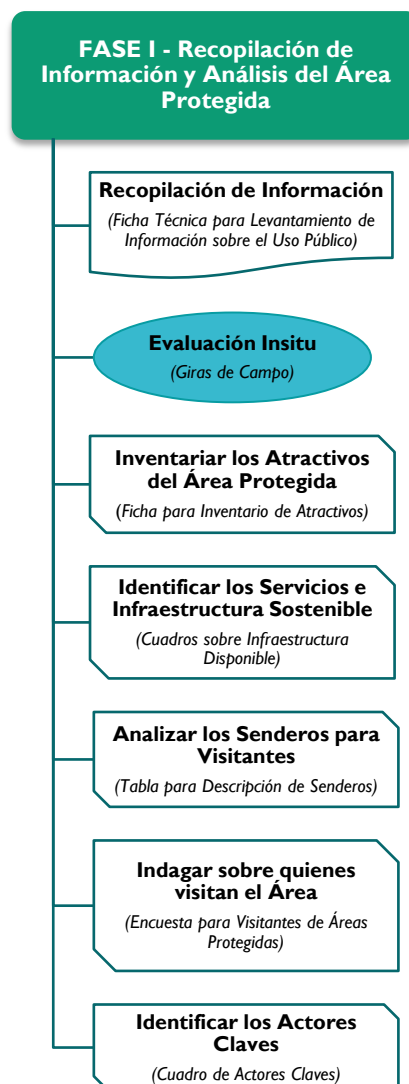 FASE I - Recopilación de
Información y Análisis del Área
Protegida
Recopilación de Información
(Ficha Técnica para Levantamiento de
Información sobre el Uso Público)
Evaluación Insitu
(Giras de Campo)
Inventariar los Atractivos
del Área Protegida
(Ficha para Inventario de Atractivos)
Identificar los Servicios e
Infraestructura Sostenible
(Cuadros sobre Infraestructura
Disponible)
Analizar los Senderos para
Visitantes
(Tabla para Descripción de Senderos)
Indagar sobre quienes
visitan el Área
(Encuesta para Visitantes de Áreas
Protegidas)
Identificar los Actores
Claves
(Cuadro de Actores Claves)